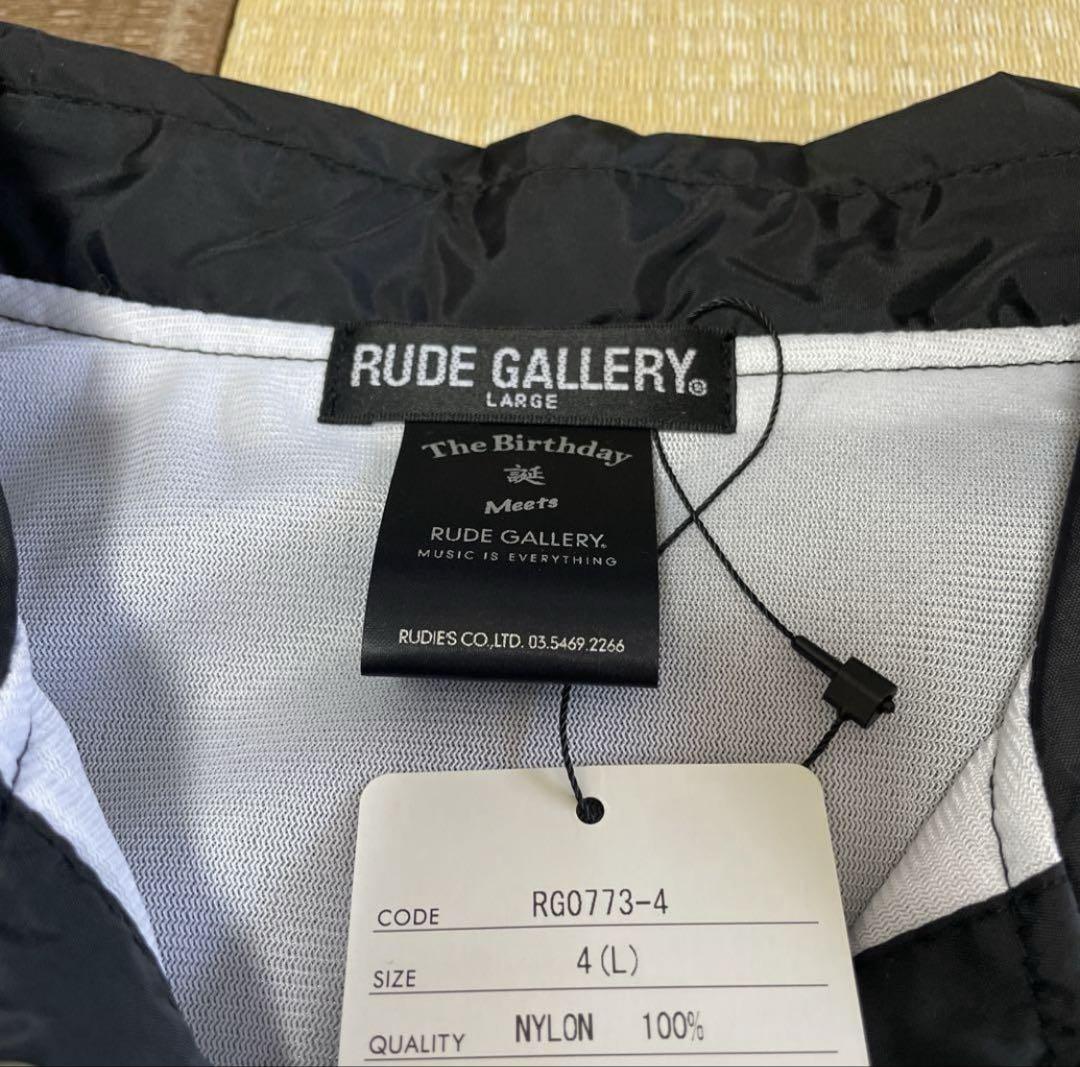 RUDE GALLERY®
LARGE
The Birthday
誕
Meets
RUDE GALLERY.
MUSIC IS EVERYTHING
RUDIE'S CO.,LTD. 03.5469.2266
CODE RG0773-4
SIZE 4(L)
QUALITY NYLON 100%